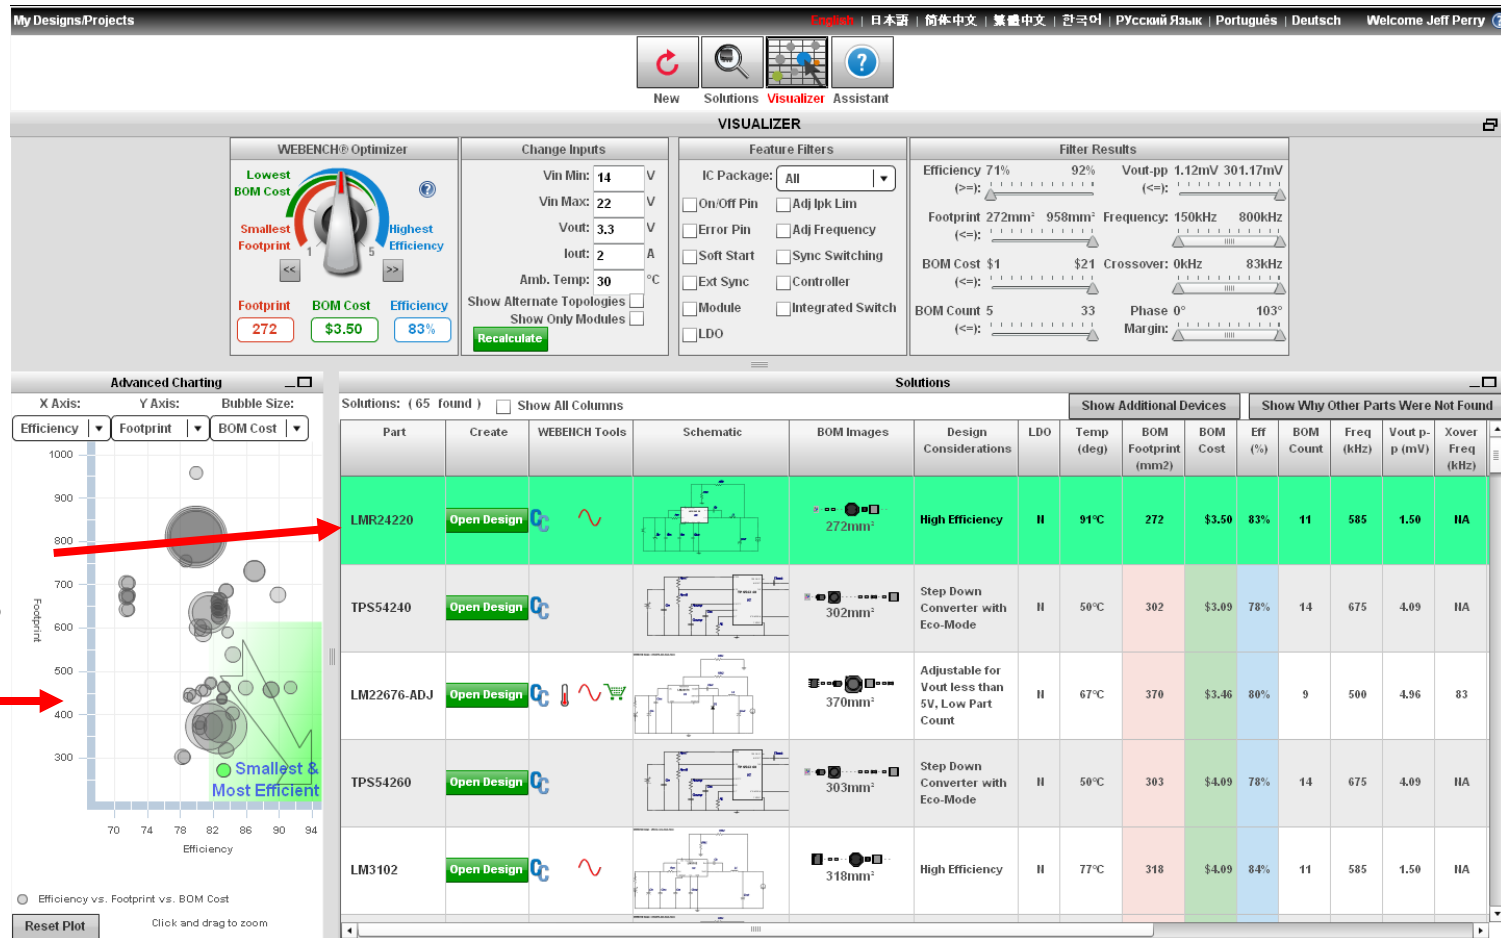 My Designs/Projects
English | 日本語 | 简体中文 | 繁體中文 | 한국어 | РУсский Язык | Português | Deutsch Welcome Jeff Perry ?
New Solutions Visualizer Assistant
VISUALIZER
WEBENCH® Optimizer
Lowest
BOM Cost
Smallest
Footprint
Highest
Efficiency
1 5
<< >>
Footprint BOM Cost Efficiency
272 $3.50 83%
Change Inputs
Vin Min: 14 V
Vin Max: 22 V
Vout: 3.3 V
Iout: 2 A
Amb. Temp: 30 °C
Show Alternate Topologies
Show Only Modules
Recalculate
Feature Filters
IC Package: All
On/Off Pin Adj Ipk Lim
Error Pin Adj Frequency
Soft Start Sync Switching
Ext Sync Controller
Module Integrated Switch
LDO
Filter Results
Efficiency 71% 92% Vout-pp 1.12mV 301.17mV
(>=): (<=):
Footprint 272mm² 958mm² Frequency: 150kHz 800kHz
(<=):
BOM Cost $1 $21 Crossover: 0kHz 83kHz
(<=):
BOM Count 5 33 Phase 0° 103°
(<=): Margin:
Advanced Charting
X Axis: Y Axis: Bubble Size:
Efficiency Footprint BOM Cost
1000
900
800
700
600
500
400
300
Footprint
Smallest &
Most Efficient
70 74 78 82 86 90 94
Efficiency
Efficiency vs. Footprint vs. BOM Cost
Reset Plot Click and drag to zoom
Solutions
Solutions: ( 65 found ) Show All Columns Show Additional Devices Show Why Other Parts Were Not Found
Part Create WEBENCH Tools Schematic BOM Images Design Considerations LDO Temp (deg) BOM Footprint (mm2) BOM Cost Eff (%) BOM Count Freq (kHz) Vout p-p (mV) Xover Freq (kHz)
LMR24220 Open Design 272mm² High Efficiency N 91°C 272 $3.50 83% 11 585 1.50 NA
TPS54240 Open Design 302mm² Step Down Converter with Eco-Mode N 50°C 302 $3.09 78% 14 675 4.09 NA
LM22676-ADJ Open Design 370mm² Adjustable for Vout less than 5V, Low Part Count N 67°C 370 $3.46 80% 9 500 4.96 83
TPS54260 Open Design 303mm² Step Down Converter with Eco-Mode N 50°C 303 $4.09 78% 14 675 4.09 NA
LM3102 Open Design 318mm² High Efficiency N 77°C 318 $4.09 84% 11 585 1.50 NA